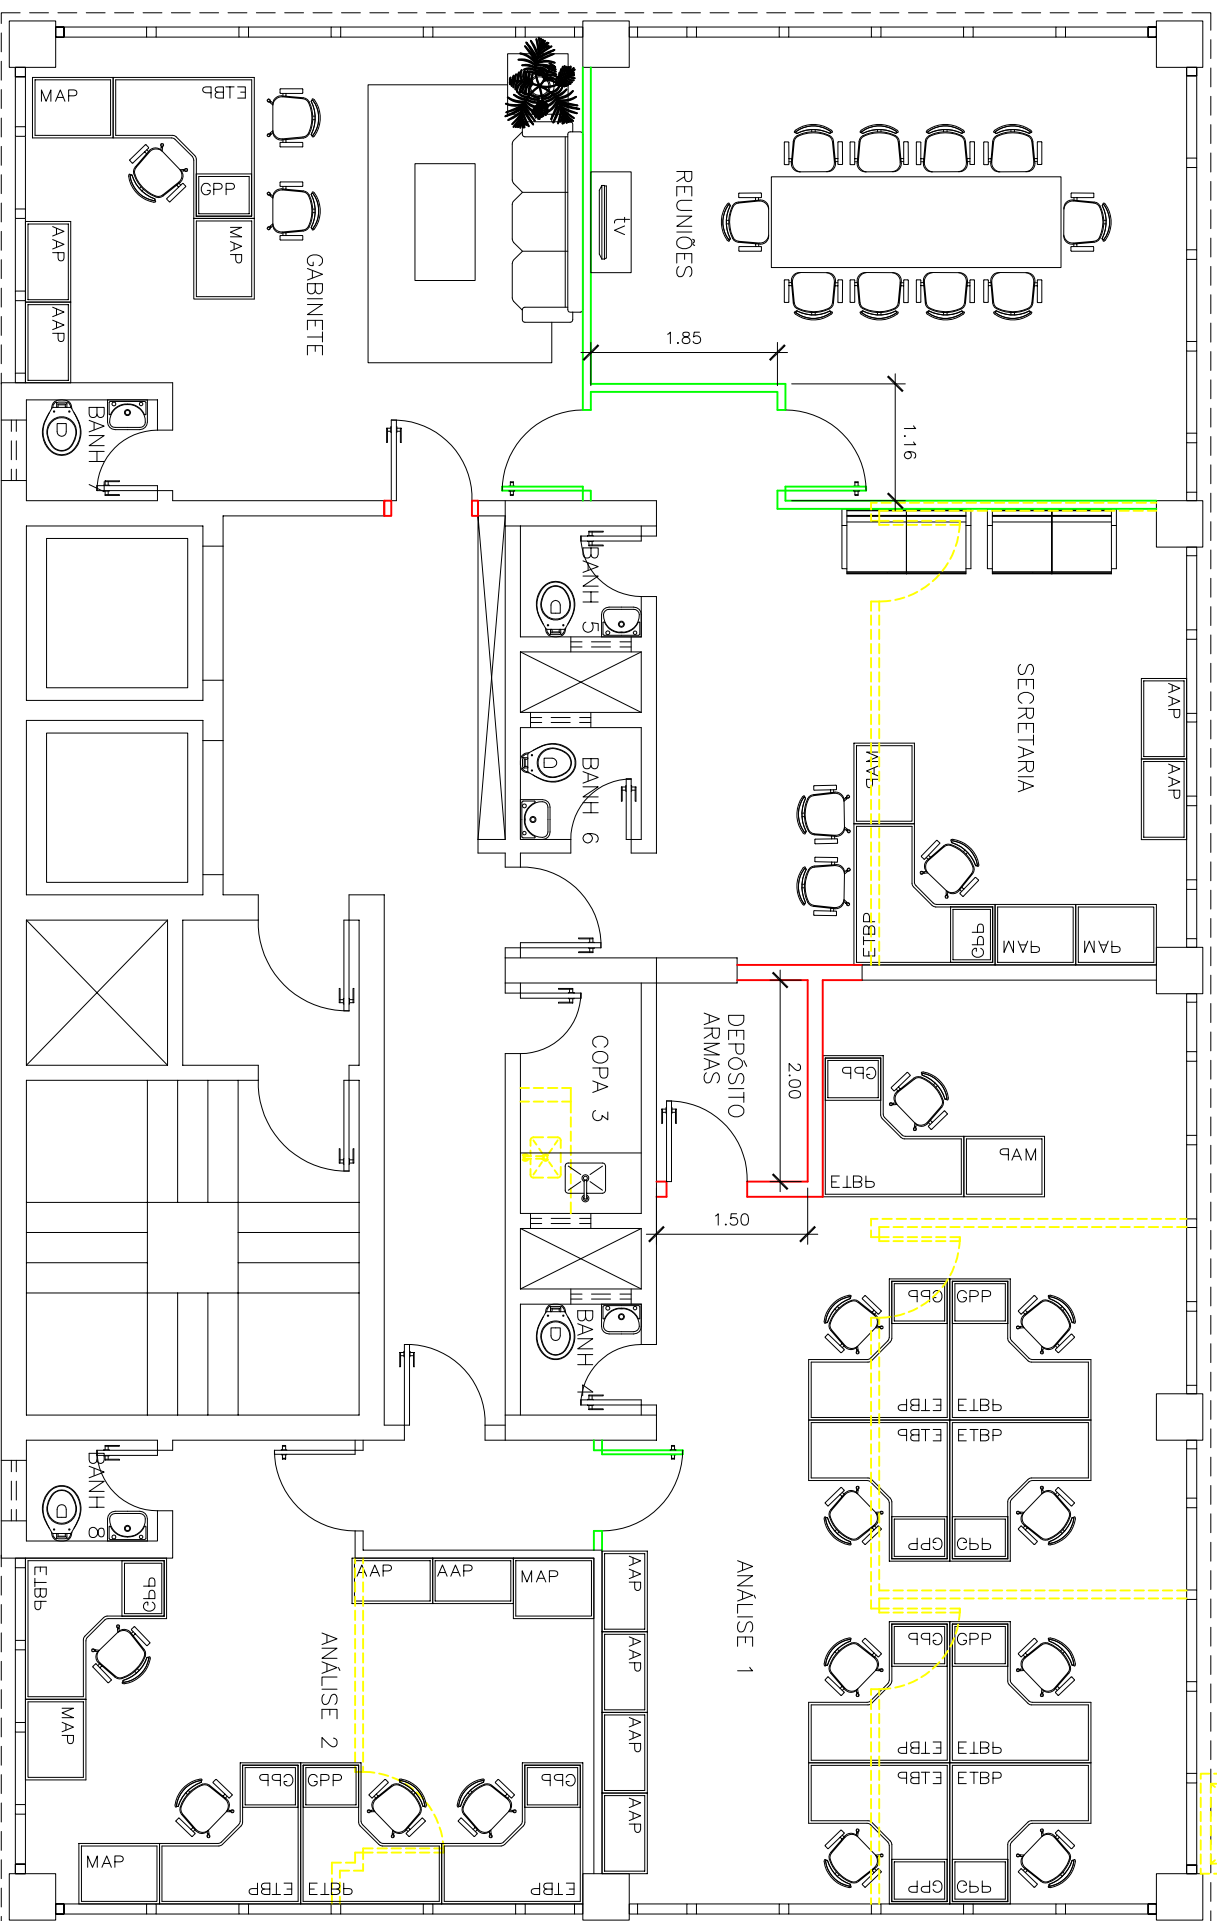 MAP
ETBP
GPP
MAP
AAP
AAP
GABINETE
BANH 7
REUNIÕES
tv
1.85
1.16
BANH 5
BANH 6
SECRETARIA
AAP
AAP
MAP
ETBP
GPP
MAP
MAP
COPA 3
DEPÓSITO
ARMAS
2.00
1.50
GPP
ETBP
MAP
BANH 4
BANH 8
GPP
GPP
ETBP
ETBP
ETBP
ETBP
GPP
GPP
ANÁLISE 1
AAP
AAP
AAP
AAP
GPP
GPP
ETBP
ETBP
ETBP
ETBP
GPP
GPP
ETBP
GPP
MAP
AAP
AAP
MAP
ANÁLISE 2
GPP
GPP
GPP
MAP
ETBP
ETBP
ETBP